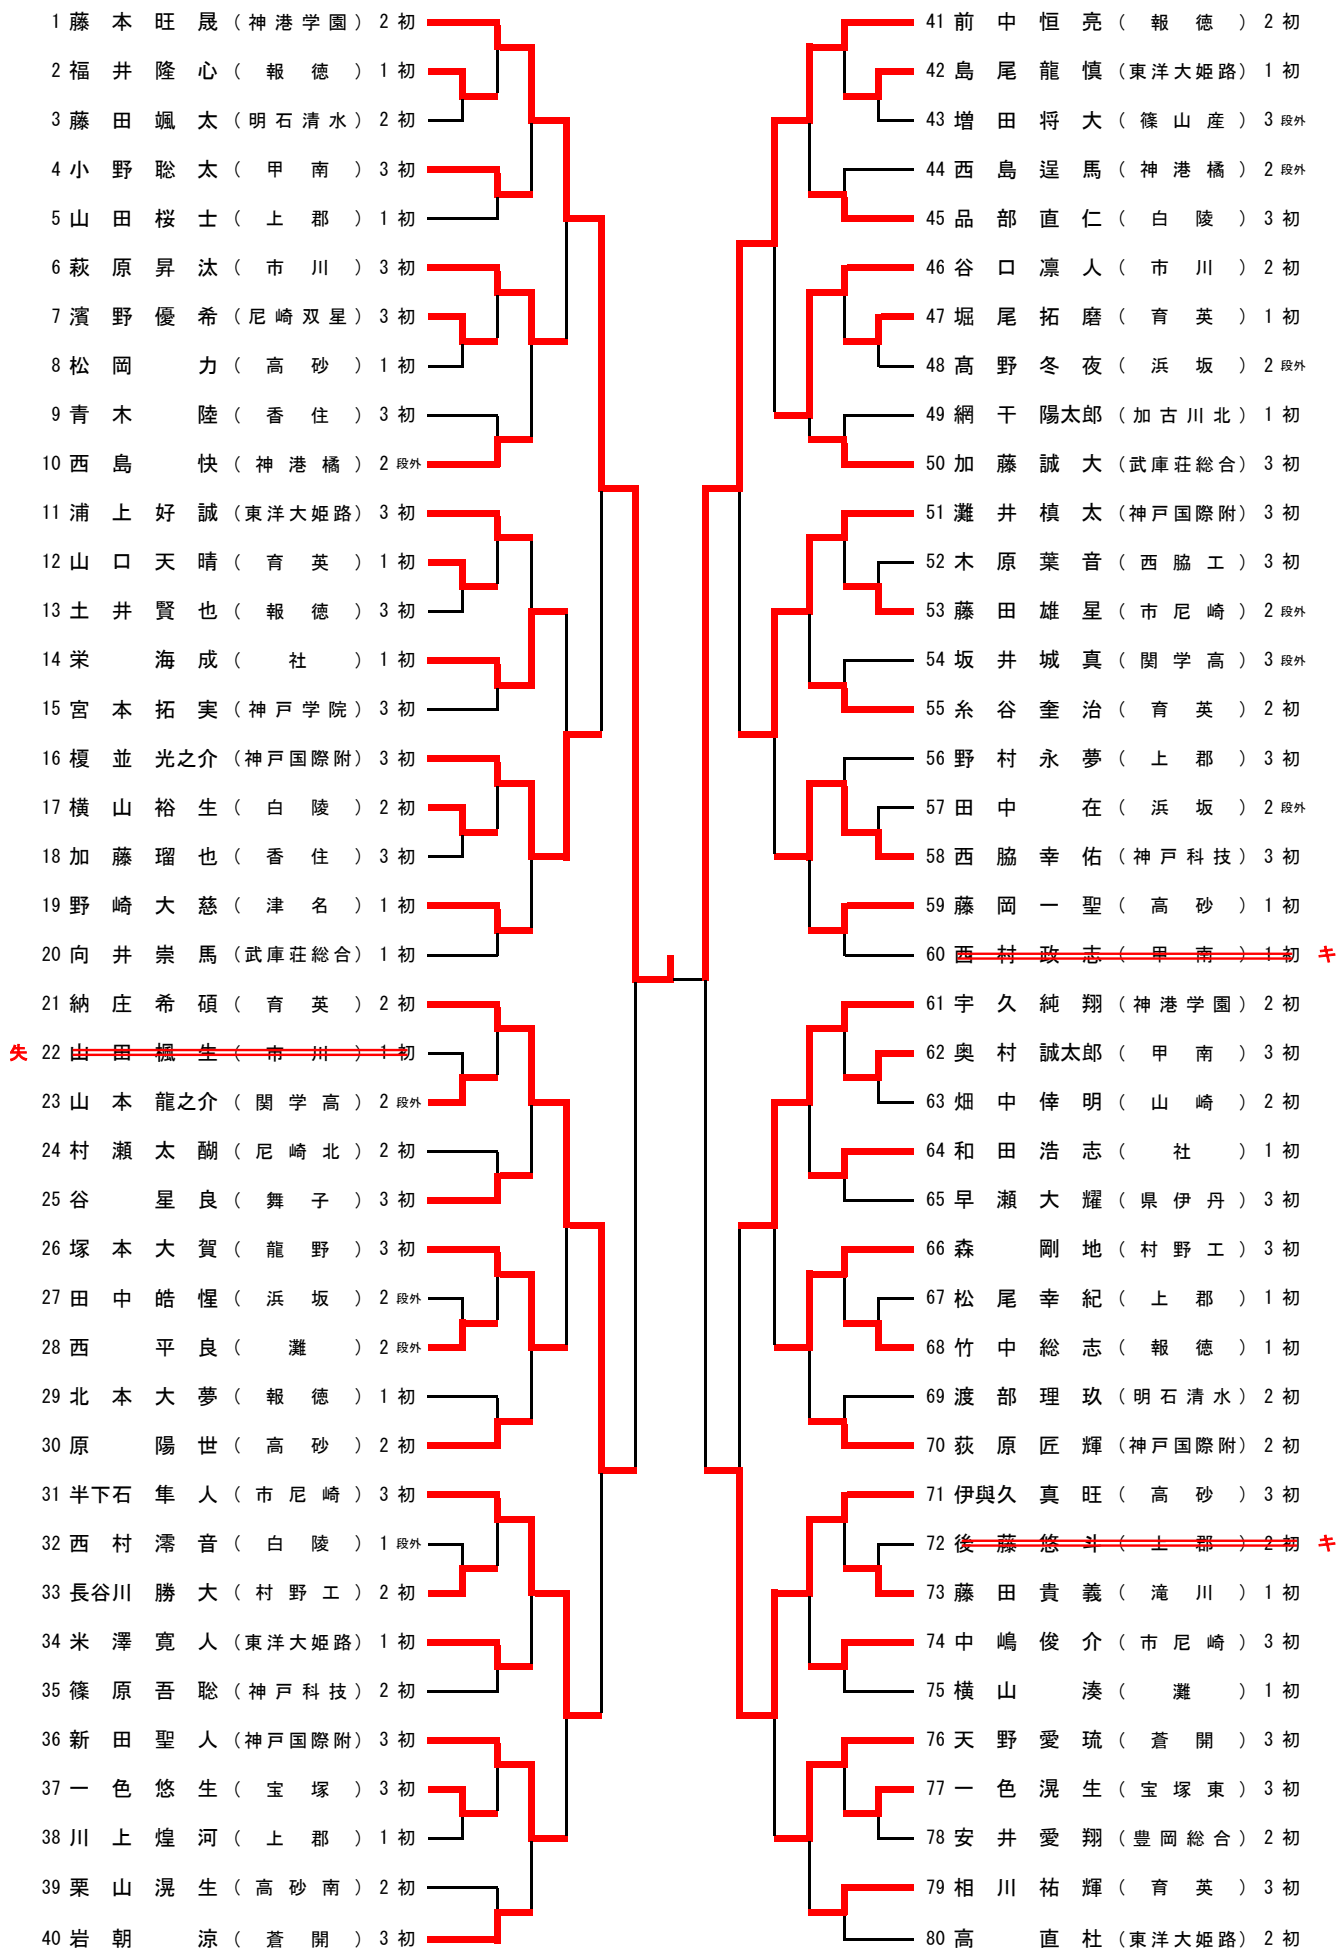 1 藤本旺晟（神港学園）2 初
2 福井隆心（報徳）1 初
3 藤田颯太（明石清水）2 初
4 小野聡太（甲南）3 初
5 山田桜士（上郡）1 初
6 萩原昇汰（市川）3 初
7 濱野優希（尼崎双星）3 初
8 松岡力（高砂）1 初
9 青木陸（香住）3 初
10 西島快（神港橘）2 段外
11 浦上好誠（東洋大姫路）3 初
12 山口天晴（育英）1 初
13 土井賢也（報徳）3 初
14 栄海成（社）1 初
15 宮本拓実（神戸学院）3 初
16 榎並光之介（神戸国際附）3 初
17 横山裕生（白陵）2 初
18 加藤瑠也（香住）3 初
19 野崎大慈（津名）1 初
20 向井崇馬（武庫荘総合）1 初
21 納庄希碩（育英）2 初
失 22 山田楓生（市川）1 初
23 山本龍之介（関学高）2 段外
24 村瀬太醐（尼崎北）2 初
25 谷星良（舞子）3 初
26 塚本大賀（龍野）3 初
27 田中皓惺（浜坂）2 段外
28 西平良（灘）2 段外
29 北本大夢（報徳）1 初
30 原陽世（高砂）2 初
31 半下石隼人（市尼崎）3 初
32 西村澪音（白陵）1 段外
33 長谷川勝大（村野工）2 初
34 米澤寛人（東洋大姫路）1 初
35 篠原吾聡（神戸科技）2 初
36 新田聖人（神戸国際附）3 初
37 一色悠生（宝塚）3 初
38 川上煌河（上郡）1 初
39 栗山滉生（高砂南）2 初
40 岩朝涼（蒼開）3 初
41 前中恒亮（報徳）2 初
42 島尾龍慎（東洋大姫路）1 初
43 増田将大（篠山産）3 段外
44 西島逞馬（神港橘）2 段外
45 品部直仁（白陵）3 初
46 谷口凛人（市川）2 初
47 堀尾拓磨（育英）1 初
48 髙野冬夜（浜坂）2 段外
49 網干陽太郎（加古川北）1 初
50 加藤誠大（武庫荘総合）3 初
51 灘井槙太（神戸国際附）3 初
52 木原葉音（西脇工）3 初
53 藤田雄星（市尼崎）2 段外
54 坂井城真（関学高）3 段外
55 糸谷奎治（育英）2 初
56 野村永夢（上郡）3 初
57 田中在（浜坂）2 段外
58 西脇幸佑（神戸科技）3 初
59 藤岡一聖（高砂）1 初
60 西村政志（甲南）1 初 キ
61 宇久純翔（神港学園）2 初
62 奥村誠太郎（甲南）3 初
63 畑中倖明（山崎）2 初
64 和田浩志（社）1 初
65 早瀬大耀（県伊丹）3 初
66 森剛地（村野工）3 初
67 松尾幸紀（上郡）1 初
68 竹中総志（報徳）1 初
69 渡部理玖（明石清水）2 初
70 荻原匠輝（神戸国際附）2 初
71 伊與久真旺（高砂）3 初
72 後藤悠斗（上郡）2 初 キ
73 藤田貴義（滝川）1 初
74 中嶋俊介（市尼崎）3 初
75 横山湊（灘）1 初
76 天野愛琉（蒼開）3 初
77 一色滉生（宝塚東）3 初
78 安井愛翔（豊岡総合）2 初
79 相川祐輝（育英）3 初
80 高直杜（東洋大姫路）2 初